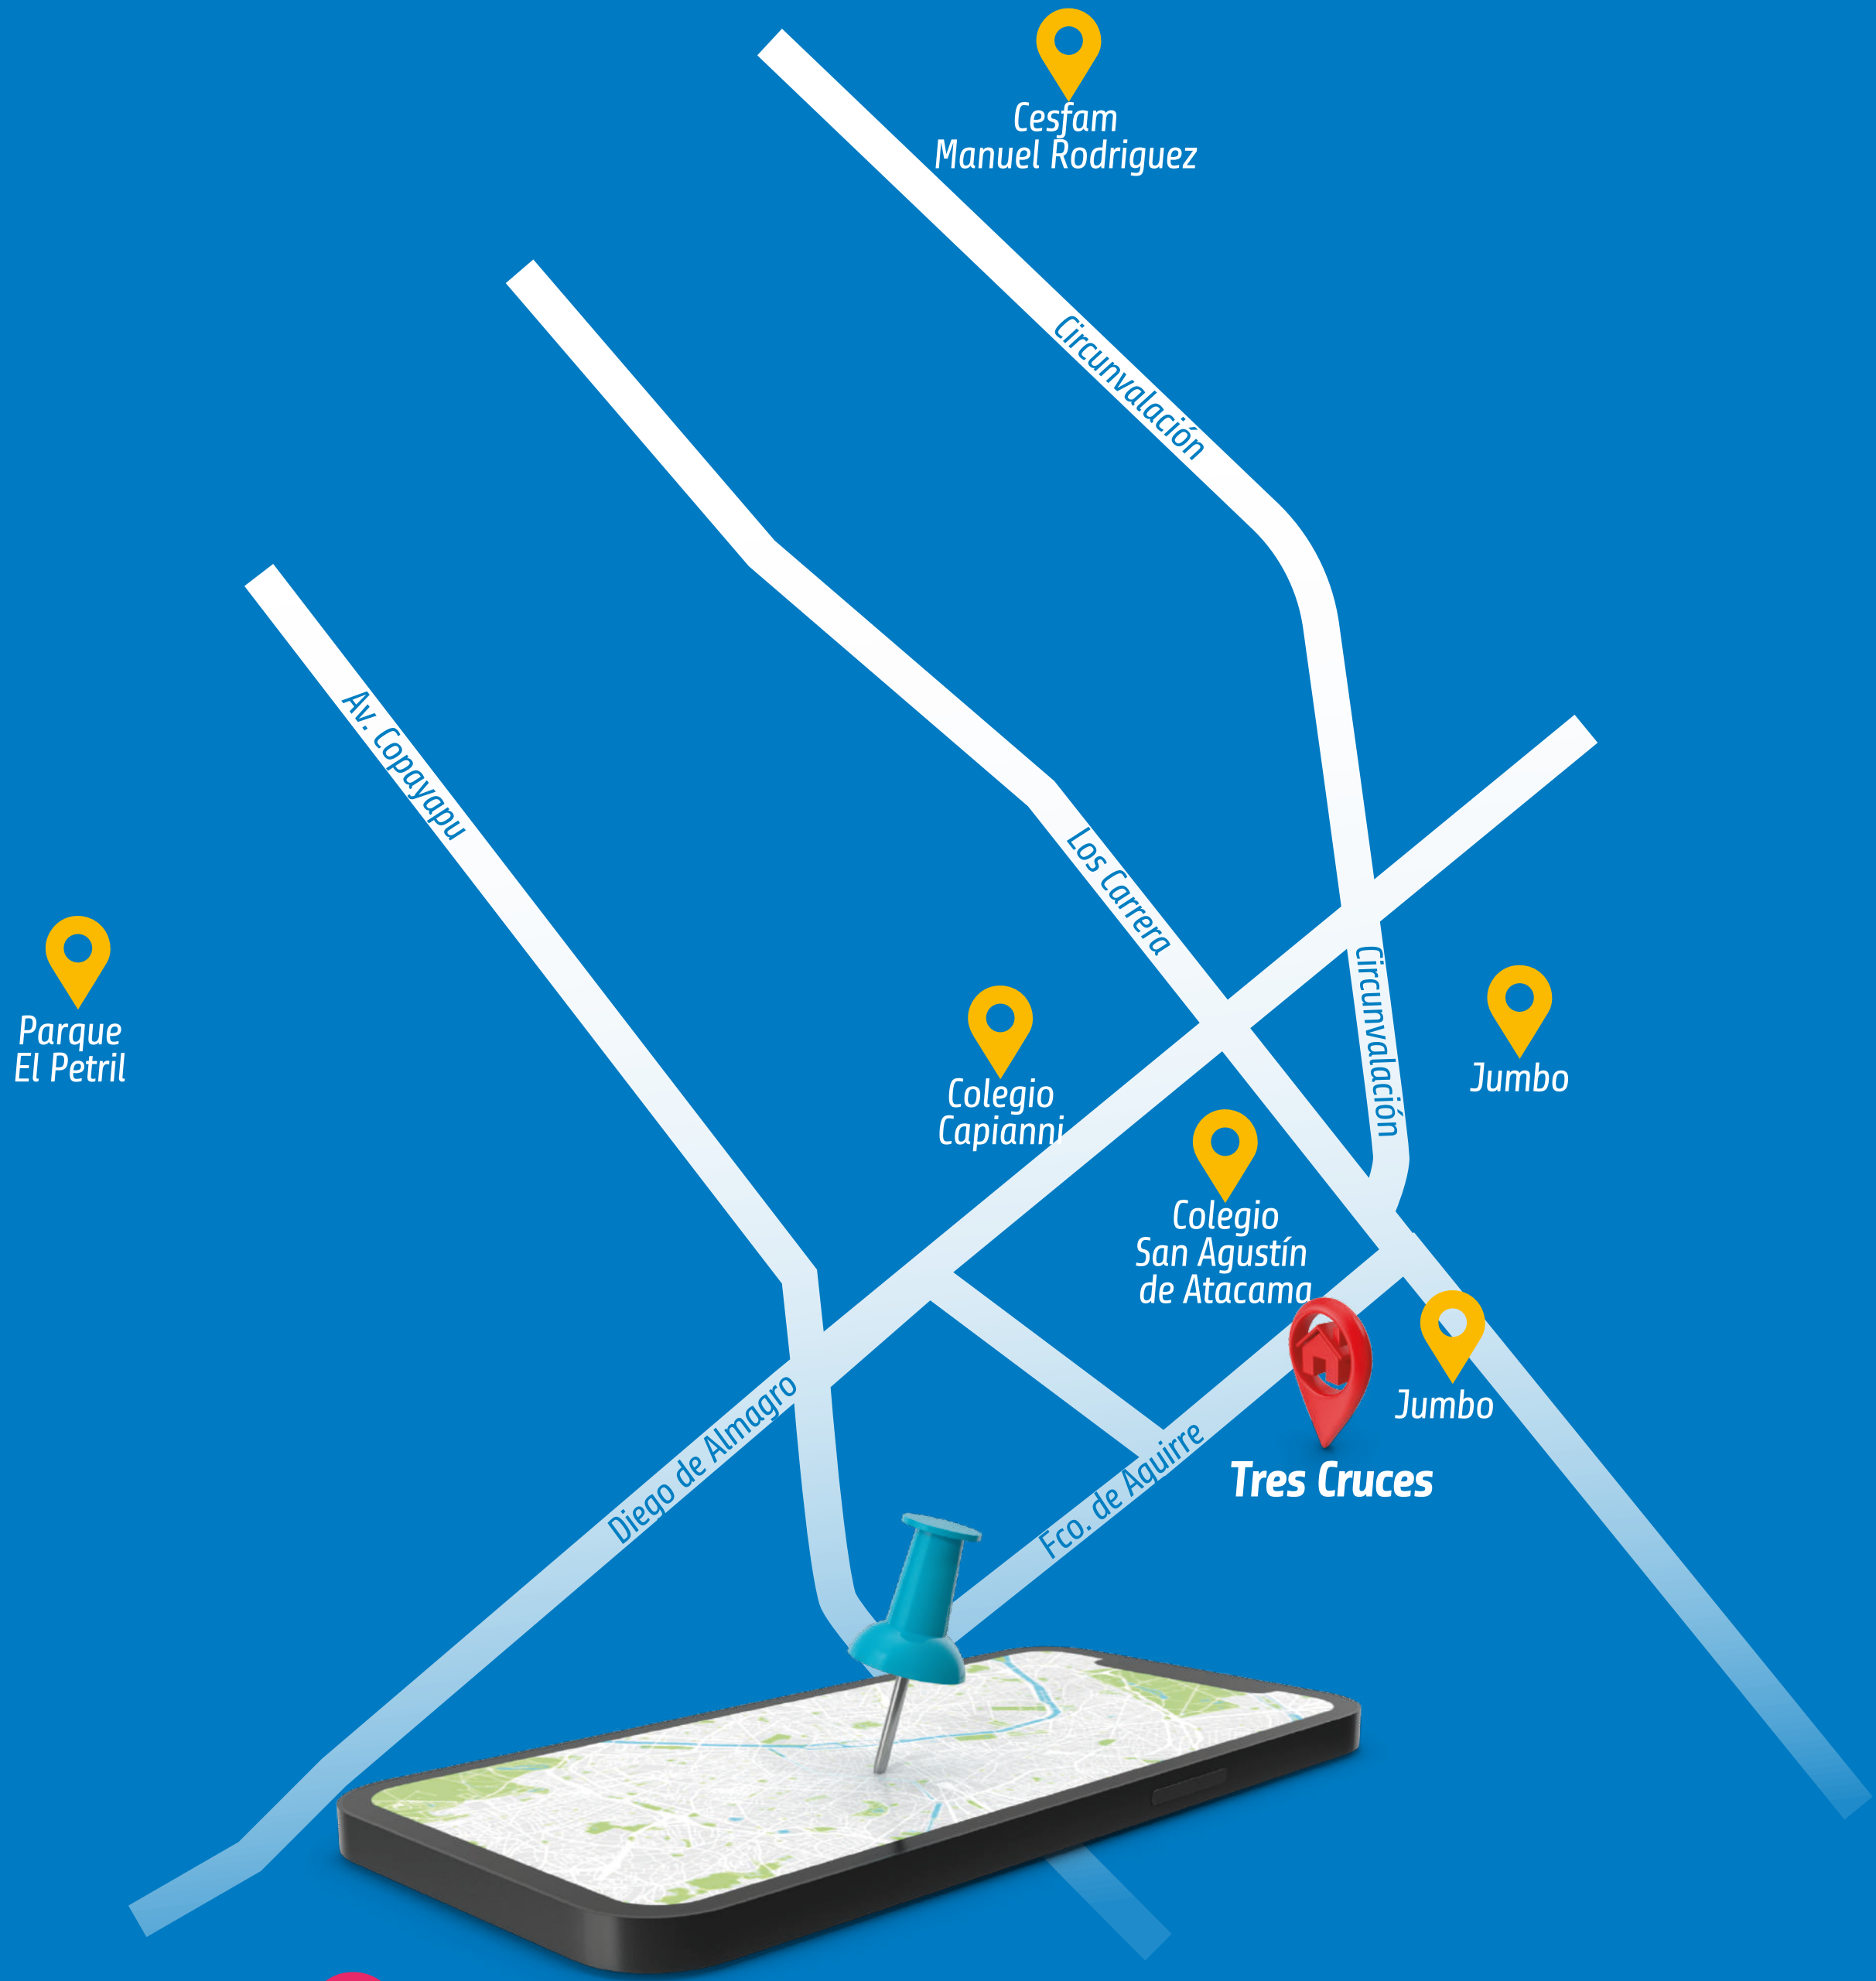 Cesfam
Manuel Rodriguez
Circunvalación
Av. Copayapu
Los Carrera
Parque
El Petril
Circunvalación
Jumbo
Colegio
Capianni
Colegio
San Agustín
de Atacama
Jumbo
Diego de Almagro
Fco. de Aguirre
Tres Cruces